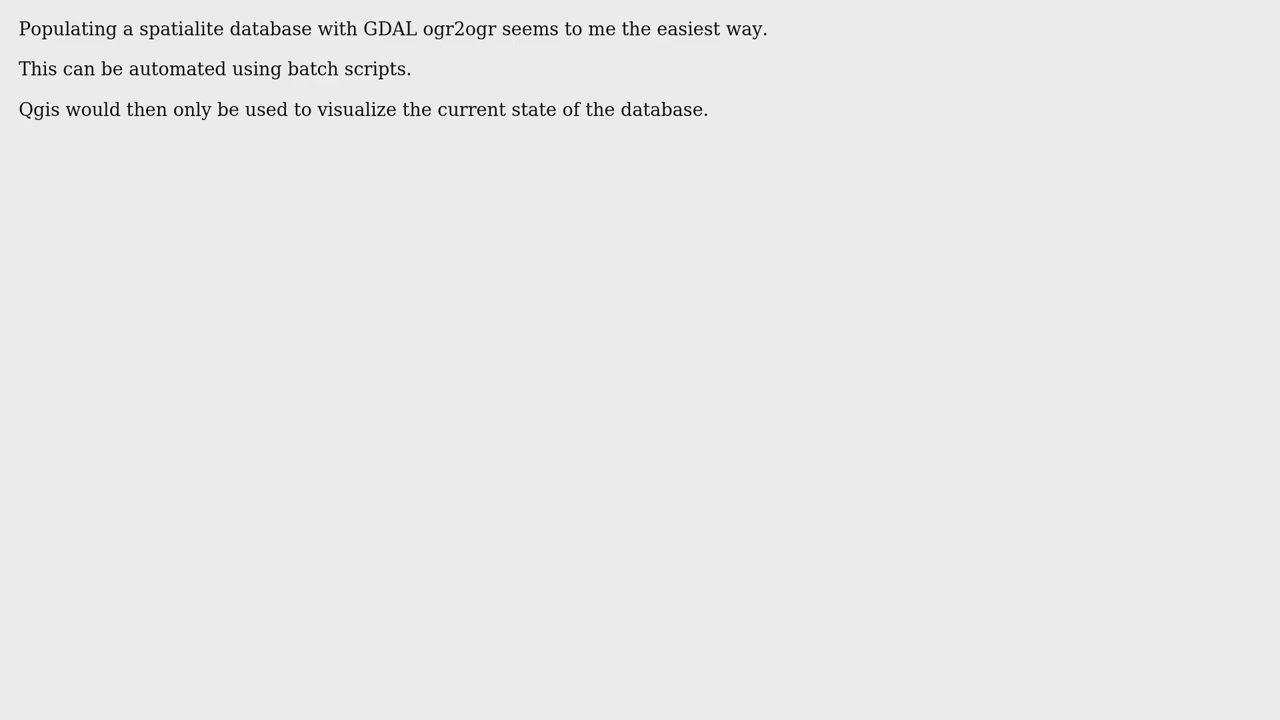 Populating a spatialite database with GDAL ogr2ogr seems to me the easiest way.
This can be automated using batch scripts.
Qgis would then only be used to visualize the current state of the database.